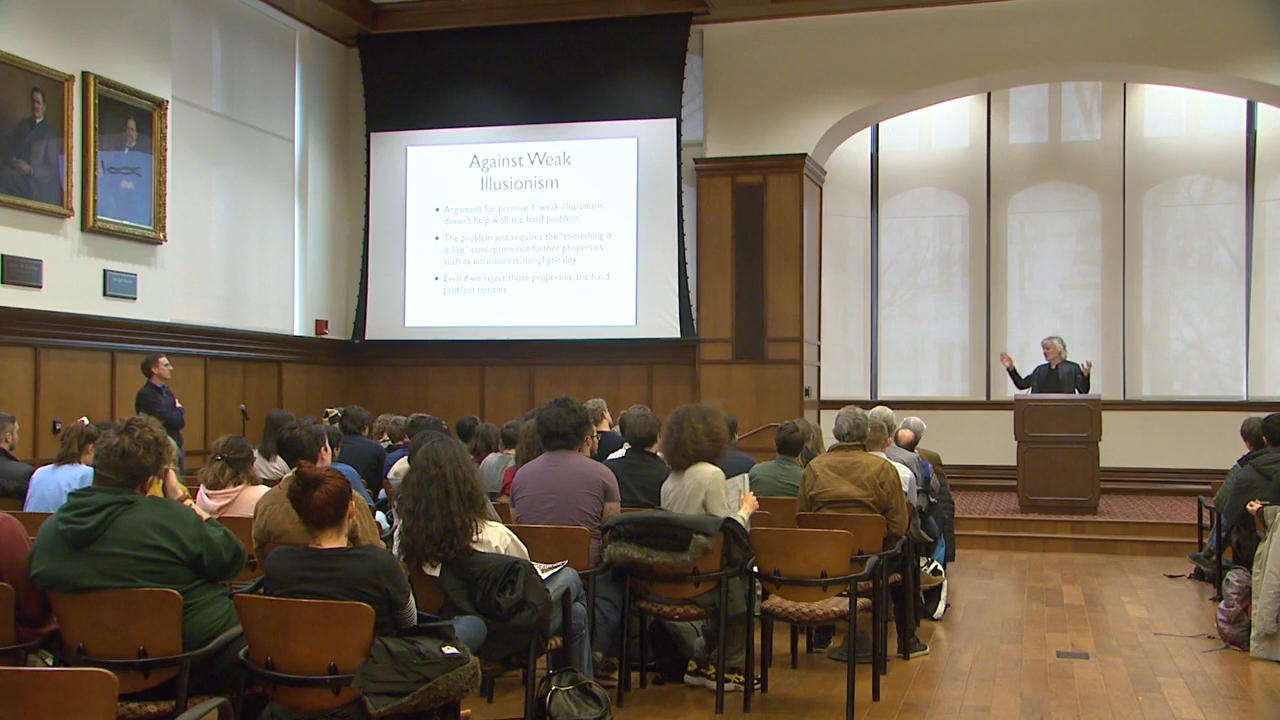 Against Weak
Illusionism
• Argument for premise 1: weak illusionism
doesn't help with the hard problem.
• The problem just requires the "something it
is like" conception, not further properties
such as intrinsicness, nonphysicality.
• Even if we reject those properties, the hard
problem remains.